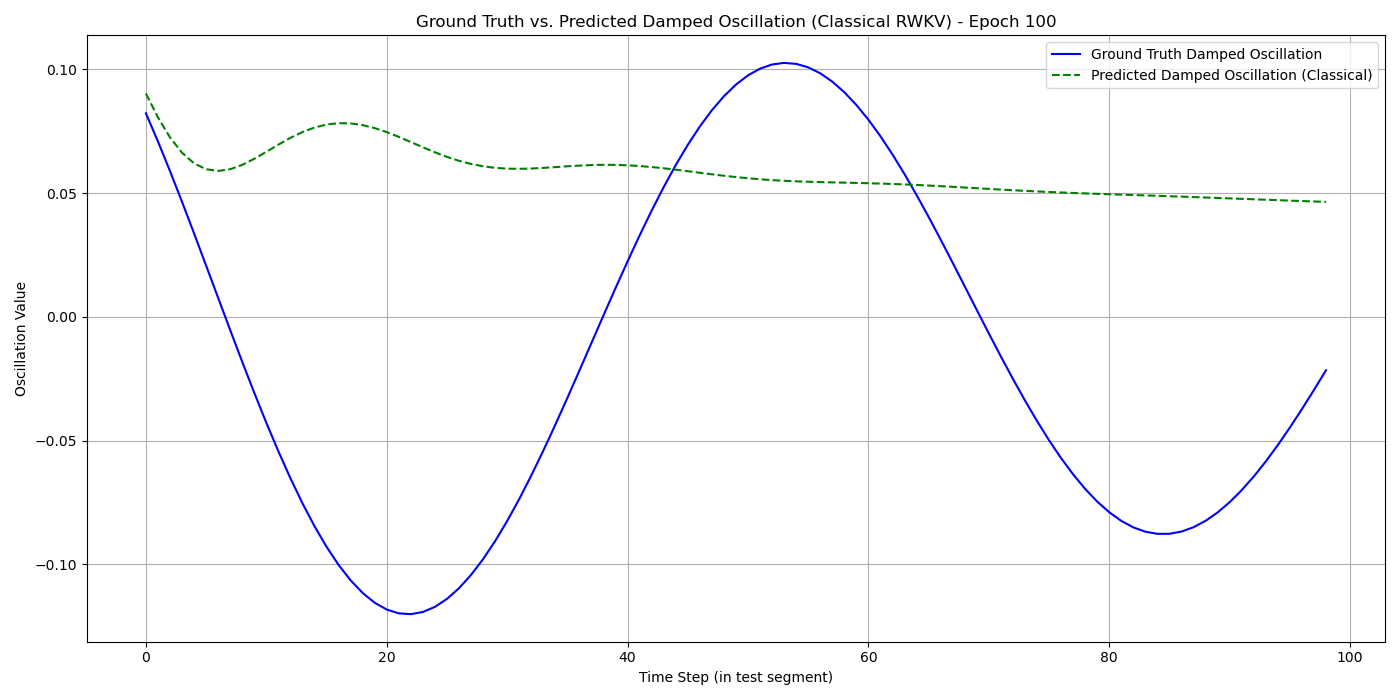 Ground Truth vs. Predicted Damped Oscillation (Classical RWKV) - Epoch 100
Ground Truth Damped Oscillation
Predicted Damped Oscillation (Classical)
0.10
0.05
0.00
−0.05
−0.10
Oscillation Value
0 20 40 60 80 100
Time Step (in test segment)